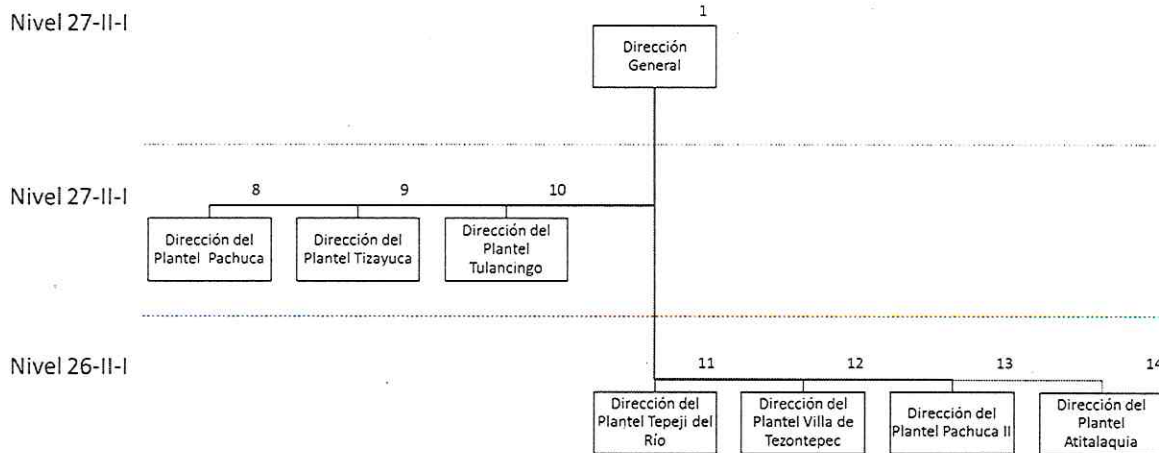 Nivel 27-II-I
1
Dirección
General
Nivel 27-II-I
8
9
10
Dirección del
Plantel Pachuca
Dirección del
Plantel Tizayuca
Dirección del
Plantel
Tulancingo
Nivel 26-II-I
11
12
13
14
Dirección del
Plantel Tepeji del
Río
Dirección del
Plantel Villa de
Tezontepec
Dirección del
Plantel Pachuca II
Dirección del
Plantel
Atitalaquia